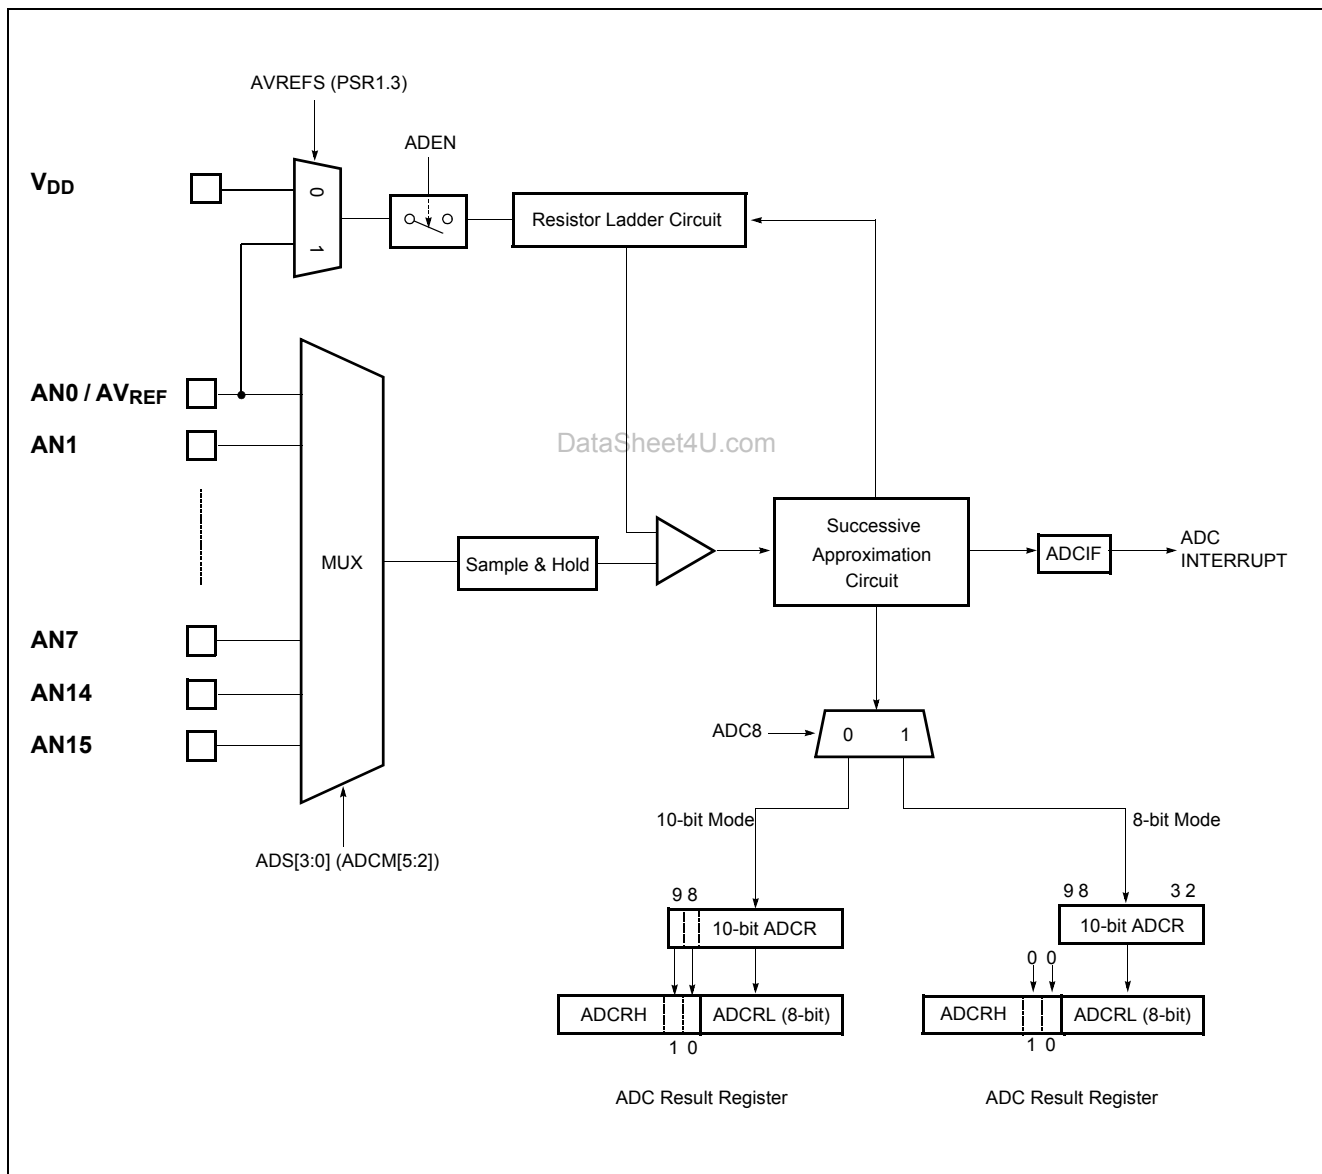 AVREFS (PSR1.3)
ADEN
VDD
0
1
Resistor Ladder Circuit
AN0 / AVREF
AN1
DataSheet4U.com
MUX
Sample & Hold
Successive
Approximation
Circuit
ADCIF
ADC
INTERRUPT
AN7
AN14
AN15
ADC8
0 1
ADS[3:0] (ADCM[5:2])
10-bit Mode
8-bit Mode
9 8
10-bit ADCR
9 8 3 2
10-bit ADCR
0 0
ADCRH
ADCRL (8-bit)
1 0
ADCRH
ADCRL (8-bit)
1 0
ADC Result Register
ADC Result Register